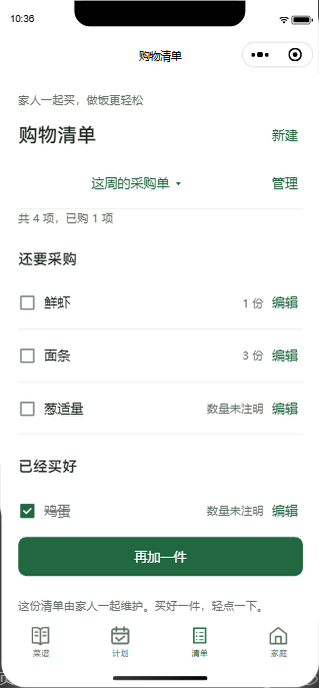 10:36
购物清单
家人一起买，做饭更轻松
购物清单 新建
这周的采购单 管理
共 4 项，已购 1 项
还要采购
鲜虾 1 份 编辑
面条 3 份 编辑
葱适量 数量未注明 编辑
已经买好
鸡蛋 数量未注明 编辑
再加一件
这份清单由家人一起维护。买好一件，轻点一下。
菜谱 计划 清单 家庭